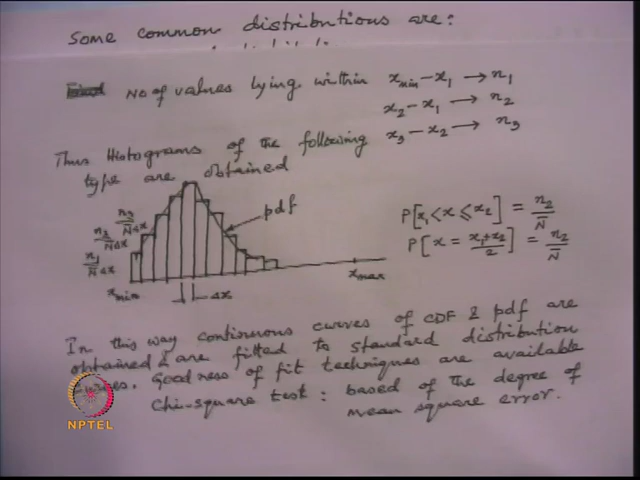 Some common distributions are:
No of values lying within x_min – x_1 → n_1
x_2 – x_1 → n_2
x_3 – x_2 → n_3
Thus Histograms of the following
type are obtained
pdf
n_3/N̄Δx
n_2/N̄Δx
n_1/N̄Δx
x_min
Δx
x_max
P[x_1 < x ≤ x_2] = n_2/N̄
P[x = (x_1+x_2)/2] = n_2/N̄
In this way continuous curves of CDF & pdf are
obtained & are fitted to standard distribution
Goodness of fit techniques are available
Chi-square test : based of the degree of
mean square error.
NPTEL